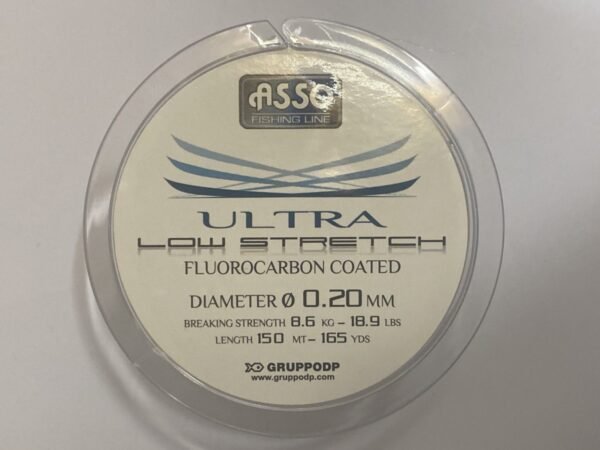 ASSO
FISHING LINE
ULTRA
LOW STRETCH
FLUOROCARBON COATED
DIAMETER Ø 0.20 MM
BREAKING STRENGTH 8.6 KG - 18.9 LBS
LENGTH 150 MT - 165 YDS
GRUPPODP
www.gruppodp.com